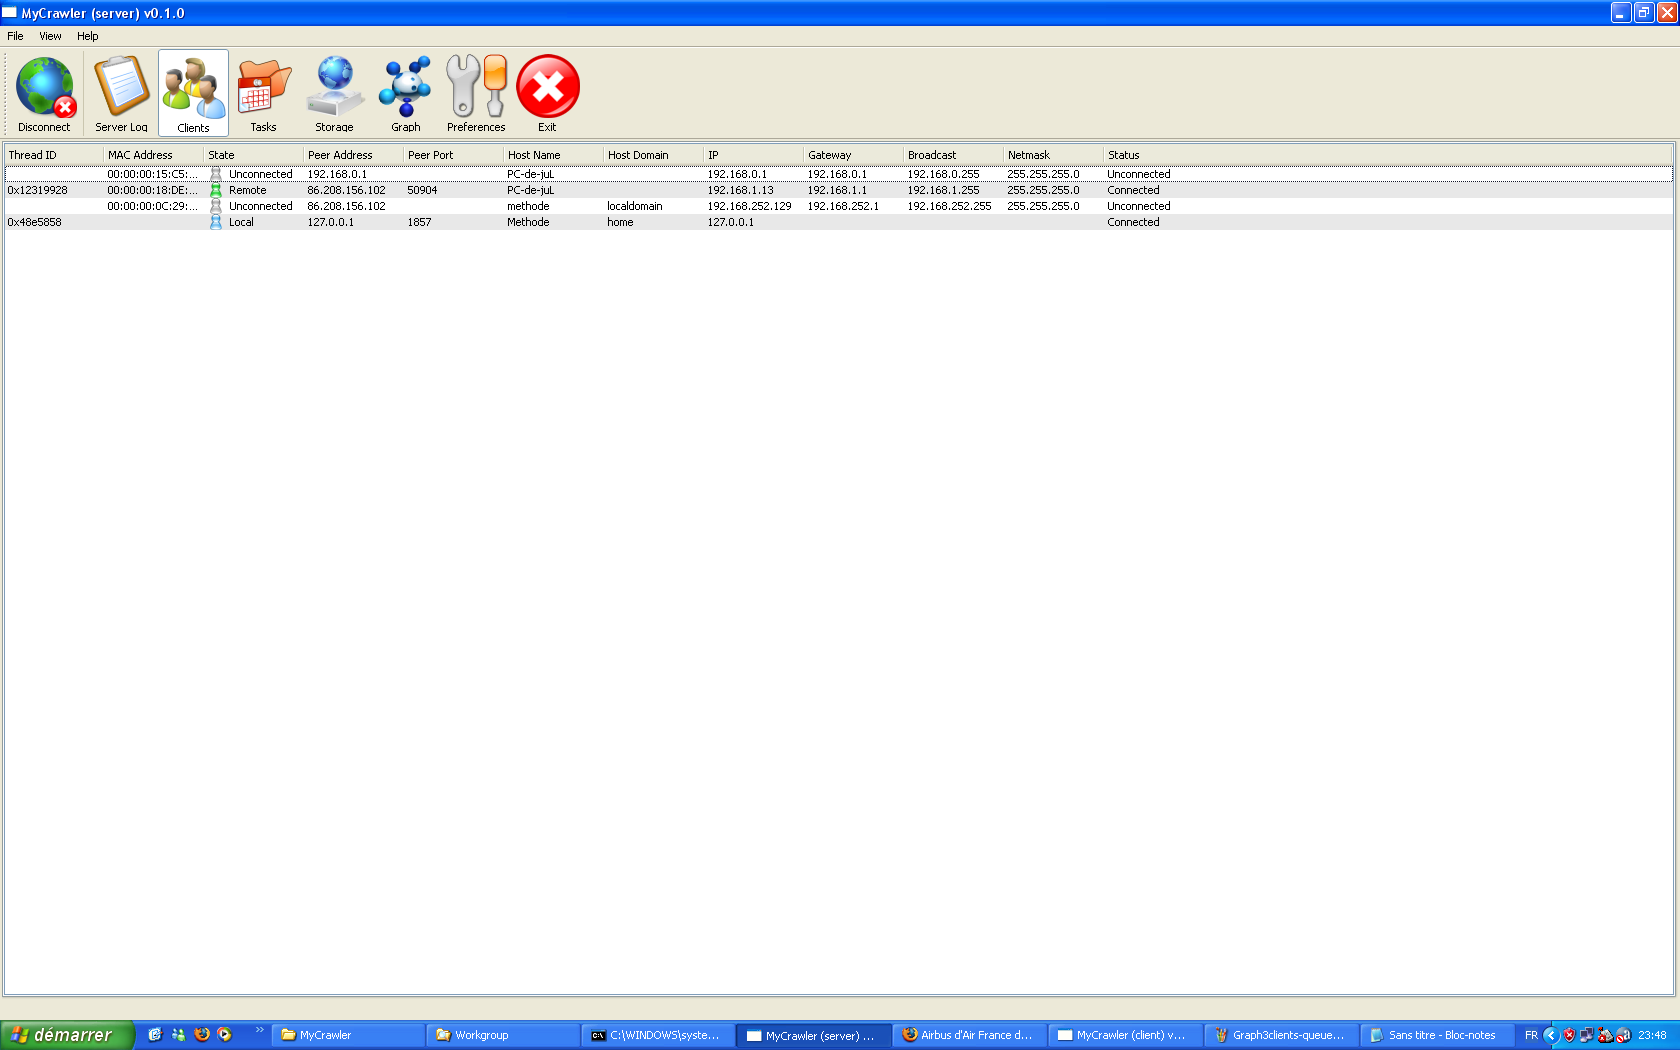 MyCrawler (server) v0.1.0
File View Help
Disconnect Server Log Clients Tasks Storage Graph Preferences Exit
Thread ID MAC Address State Peer Address Peer Port Host Name Host Domain IP Gateway Broadcast Netmask Status
00:00:00:15:C5:... Unconnected 192.168.0.1 PC-de-juL 192.168.0.1 192.168.0.1 192.168.0.255 255.255.255.0 Unconnected
0x12319928 00:00:00:18:DE:... Remote 86.208.156.102 50904 PC-de-juL 192.168.1.13 192.168.1.1 192.168.1.255 255.255.255.0 Connected
00:00:00:0C:29:... Unconnected 86.208.156.102 methode localdomain 192.168.252.129 192.168.252.1 192.168.252.255 255.255.255.0 Unconnected
0x48e5858 Local 127.0.0.1 1857 Methode home 127.0.0.1 Connected
démarrer » MyCrawler Workgroup C:\WINDOWS\syste... MyCrawler (server) ... Airbus d'Air France d... MyCrawler (client) v... Graph3clients-queue... Sans titre - Bloc-notes FR 23:48